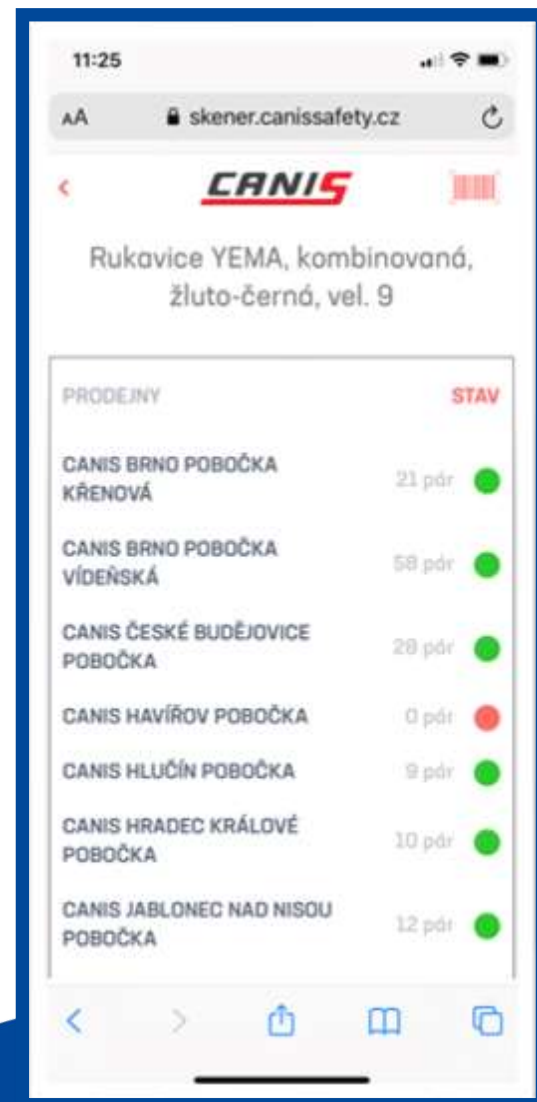 11:25
AA skener.canissafety.cz
CANIS
Rukavice YEMA, kombinovaná,
žluto-černá, vel. 9
PRODEJNY STAV
CANIS BRNO POBOČKA
KŘENOVÁ 21 pár
CANIS BRNO POBOČKA
VÍDEŇSKÁ 58 pár
CANIS ČESKÉ BUDĚJOVICE
POBOČKA 28 pár
CANIS HAVÍŘOV POBOČKA 0 pár
CANIS HLUČÍN POBOČKA 9 pár
CANIS HRADEC KRÁLOVÉ
POBOČKA 10 pár
CANIS JABLONEC NAD NISOU
POBOČKA 12 pár